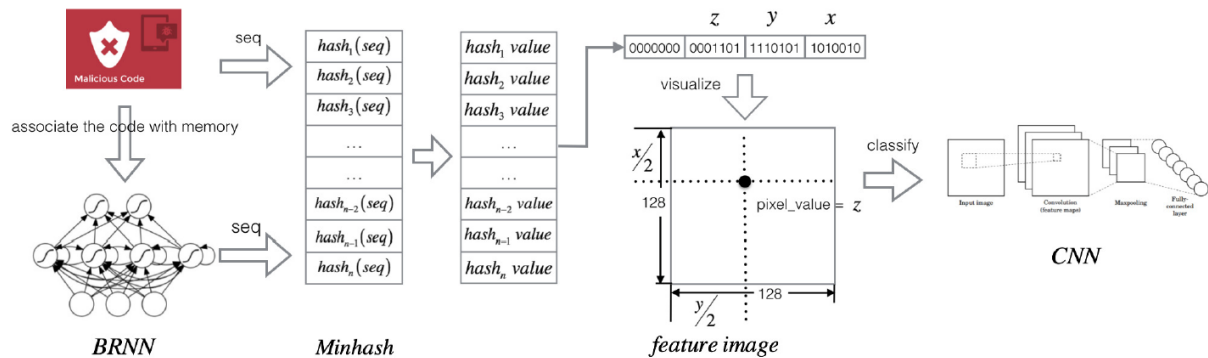 Malicious Code
associate the code with memory
BRNN
seq
seq
hash₁(seq)
hash₂(seq)
hash₃(seq)
...
...
hashₙ₋₂(seq)
hashₙ₋₁(seq)
hashₙ(seq)
Minhash
hash₁ value
hash₂ value
hash₃ value
...
...
hashₙ₋₂ value
hashₙ₋₁ value
hashₙ value
z y x
0000000 0001101 1110101 1010010
visualize
x/2
128
pixel_value = z
128
y/2
feature image
classify
Input image
Convolution
(feature maps)
Maxpooling
Fully-
connected
layer
CNN